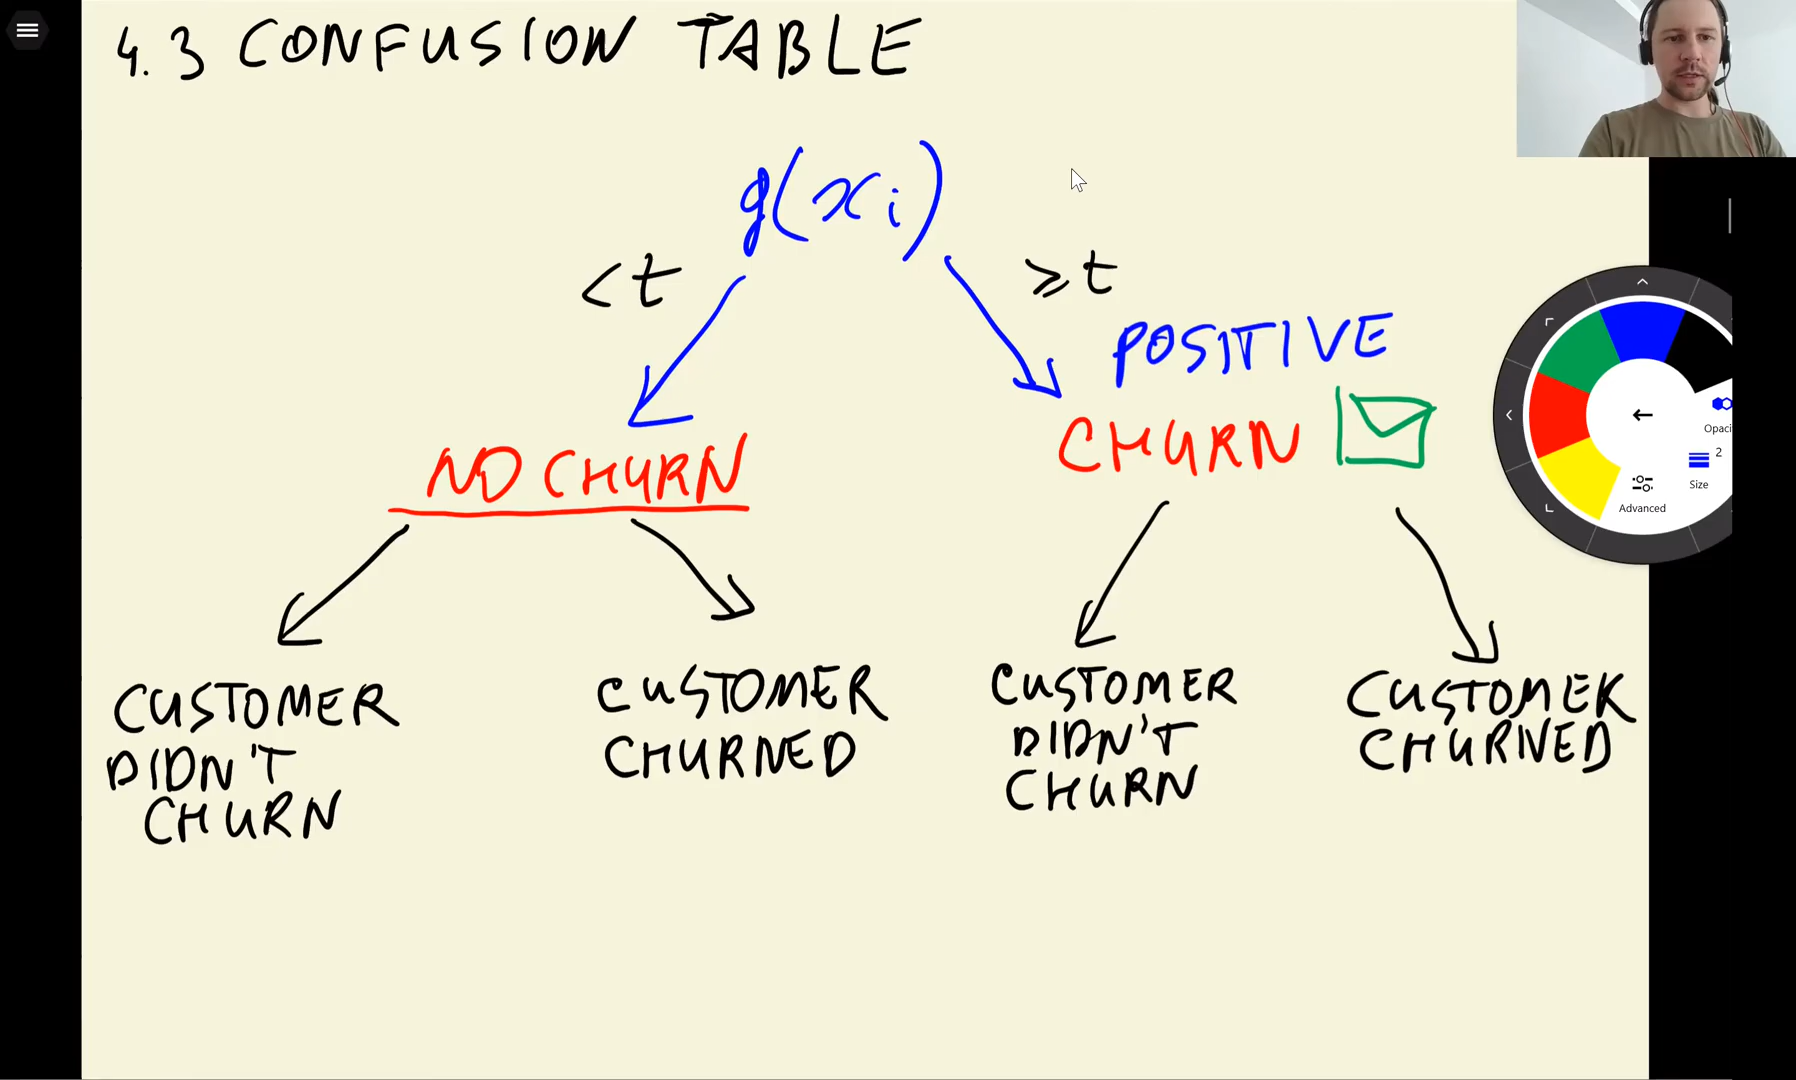 4.3 CONFUSION TABLE
g(xi)
< t
≥ t
POSITIVE
NO CHURN
CHURN
CUSTOMER
DIDN'T
CHURN
CUSTOMER
CHURNED
CUSTOMER
DIDN'T
CHURN
CUSTOMER
CHURNED
Opaci
2
Size
Advanced